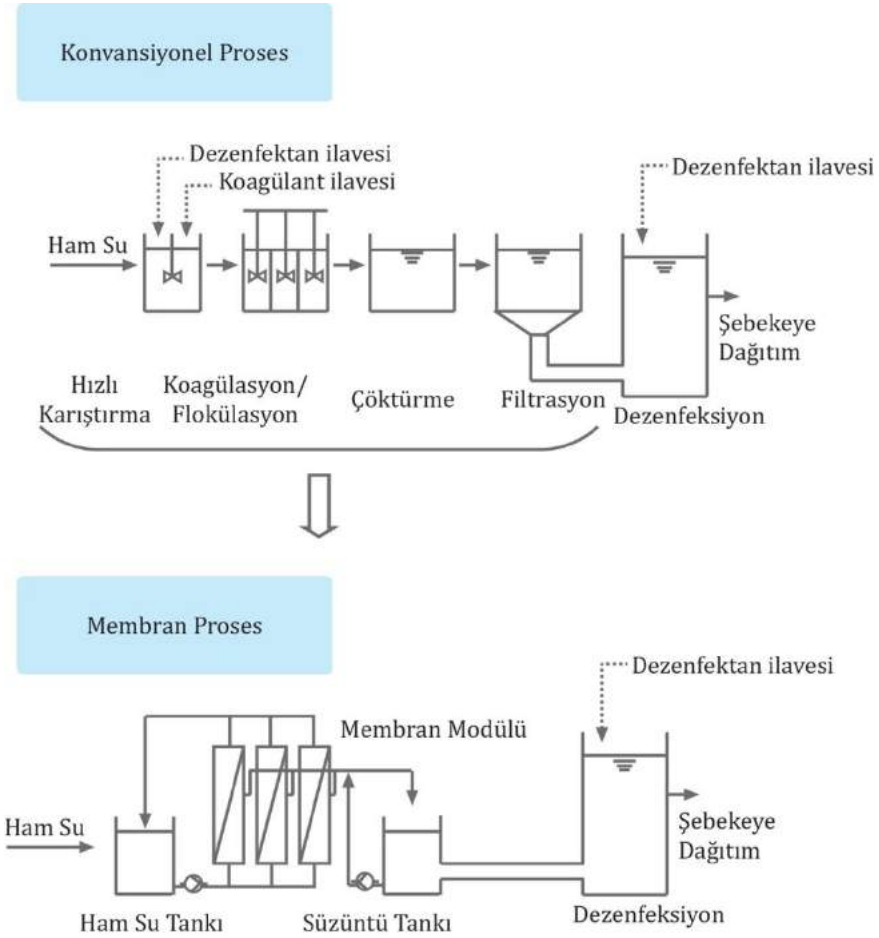 Konvansiyonel Proses
Dezenfektan ilavesi
Koagülant ilavesi
Dezenfektan ilavesi
Ham Su
Şebekeye
Dağıtım
Hızlı
Karıştırma
Koagülasyon/
Flokülasyon
Çöktürme
Filtrasyon
Dezenfeksiyon
Membran Proses
Dezenfektan ilavesi
Membran Modülü
Ham Su
Şebekeye
Dağıtım
Ham Su Tankı
Süzüntü Tankı
Dezenfeksiyon